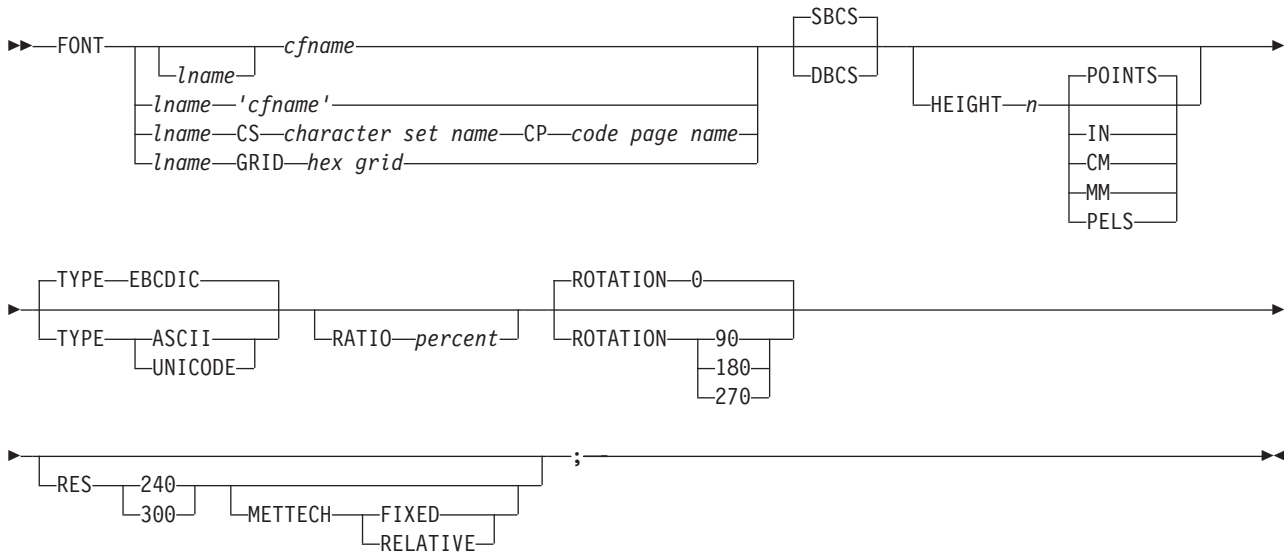 SBCS
FONT cfname
lname DBCS POINTS
lname 'cfname' HEIGHT n
lname CS character set name CP code page name IN
lname GRID hex grid CM
MM
PELS
TYPE EBCDIC ROTATION 0
TYPE ASCII RATIO percent ROTATION 90
UNICODE 180
270
;
RES 240
300 METTECH FIXED
RELATIVE